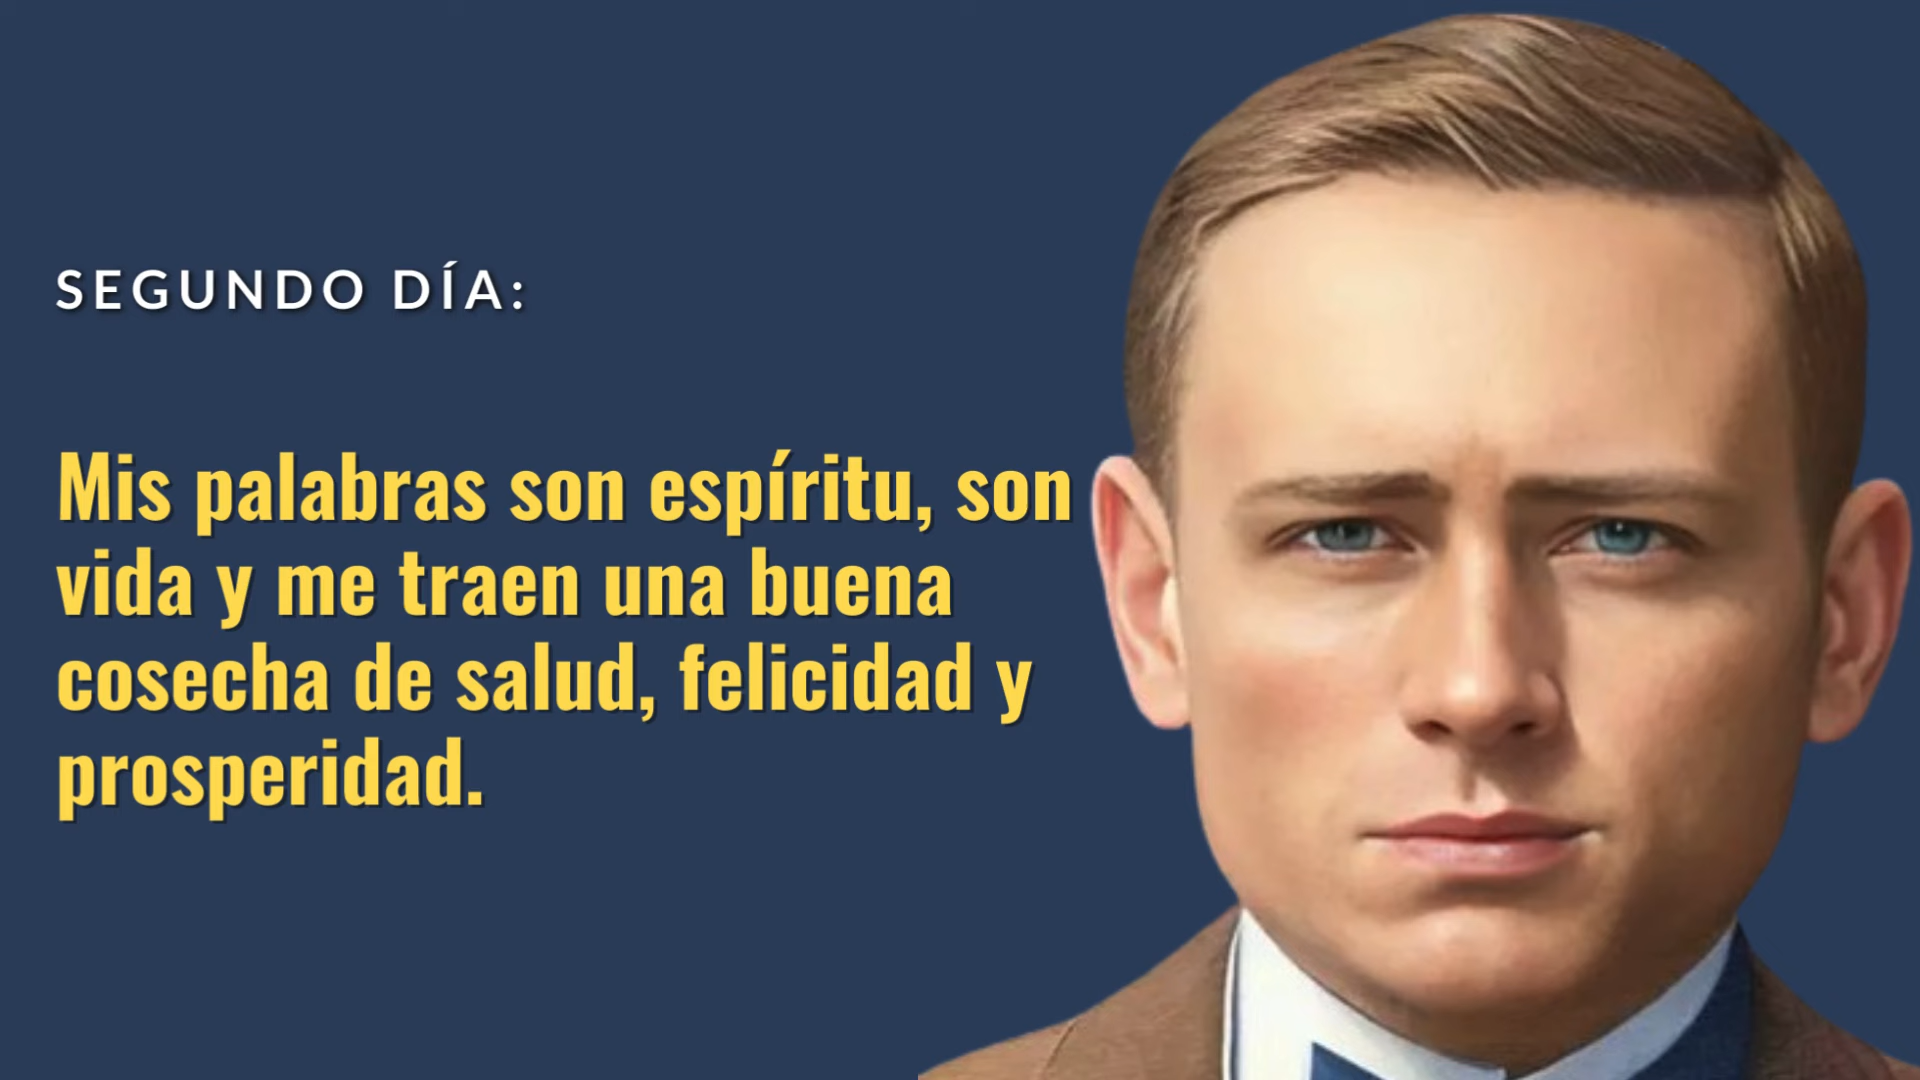 SEGUNDO DÍA:
Mis palabras son espíritu, son
vida y me traen una buena
cosecha de salud, felicidad y
prosperidad.